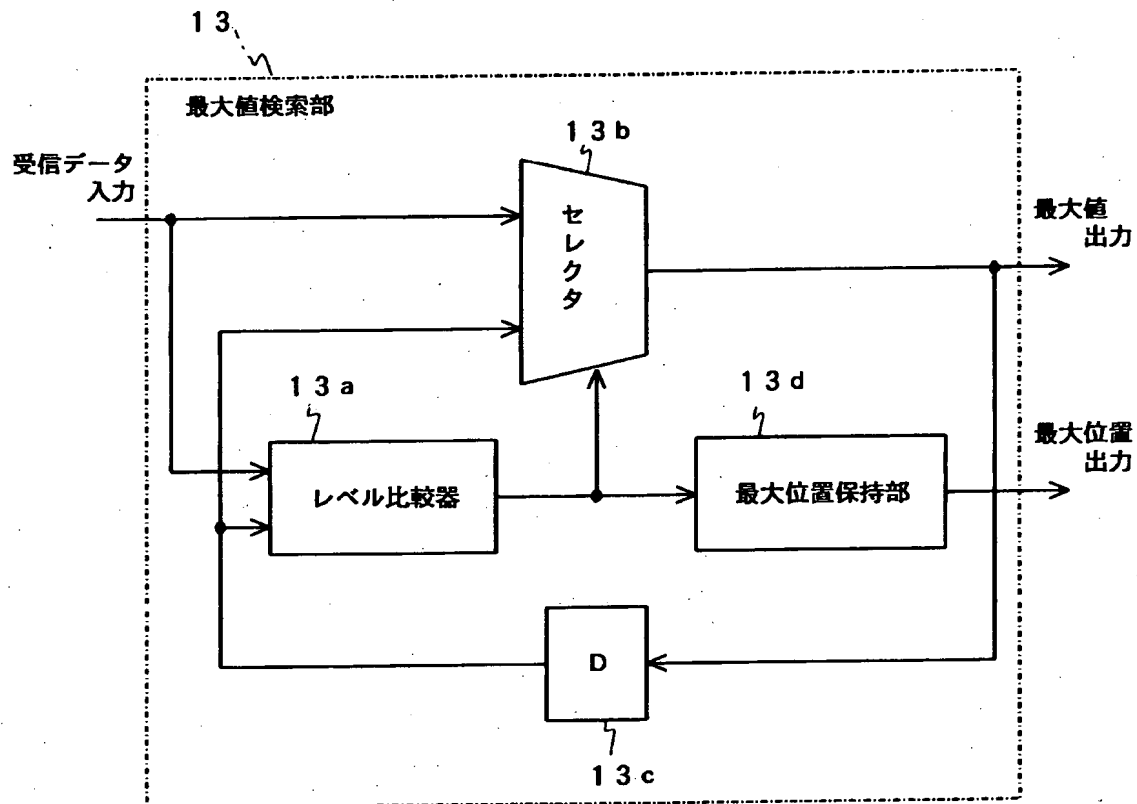 13
最大値検索部
受信データ
入力
13b
セレクタ
最大値
出力
13a
レベル比較器
13d
最大位置保持部
最大位置
出力
D
13c